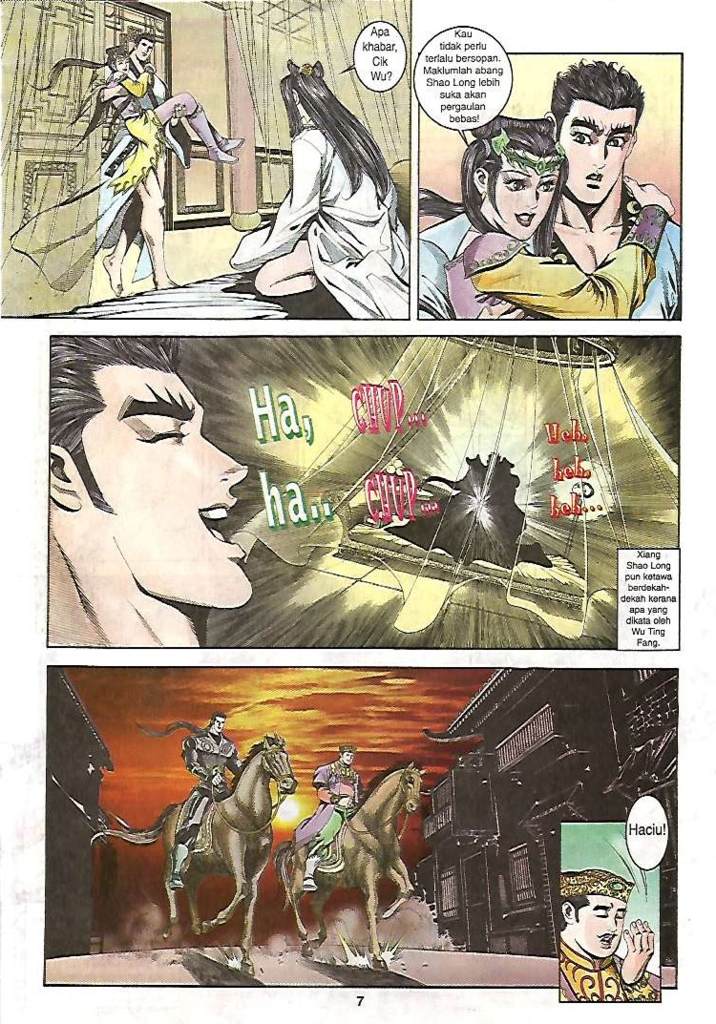 Apa
khabar,
Cik
Wu?
Kau
tidak perlu
terlalu bersopan.
Maklumlah abang
Shao Long lebih
suka akan
pergaulan
bebas!
Ha,
ha..
CHUP...
CHUP...
Heh.
heh.
heh...
Xiang
Shao Long
pun ketawa
berdekah-
dekah kerana
apa yang
dikata oleh
Wu Ting
Fang.
Haciu!
7